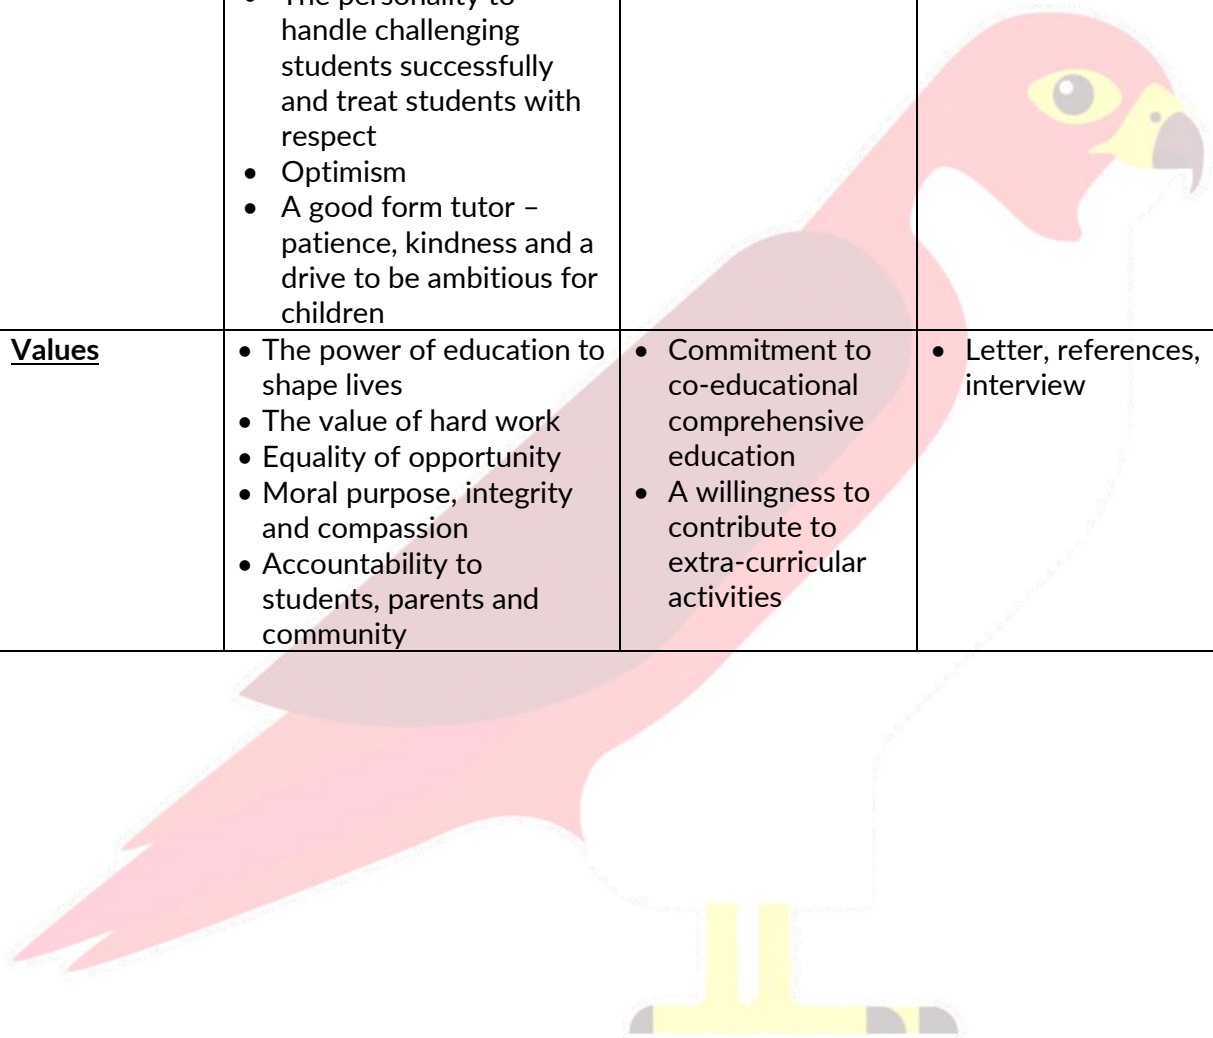 • The personality to
handle challenging
students successfully
and treat students with
respect
• Optimism
• A good form tutor –
patience, kindness and a
drive to be ambitious for
children
Values
• The power of education to
shape lives
• The value of hard work
• Equality of opportunity
• Moral purpose, integrity
and compassion
• Accountability to
students, parents and
community
• Commitment to
co-educational
comprehensive
education
• A willingness to
contribute to
extra-curricular
activities
• Letter, references,
interview